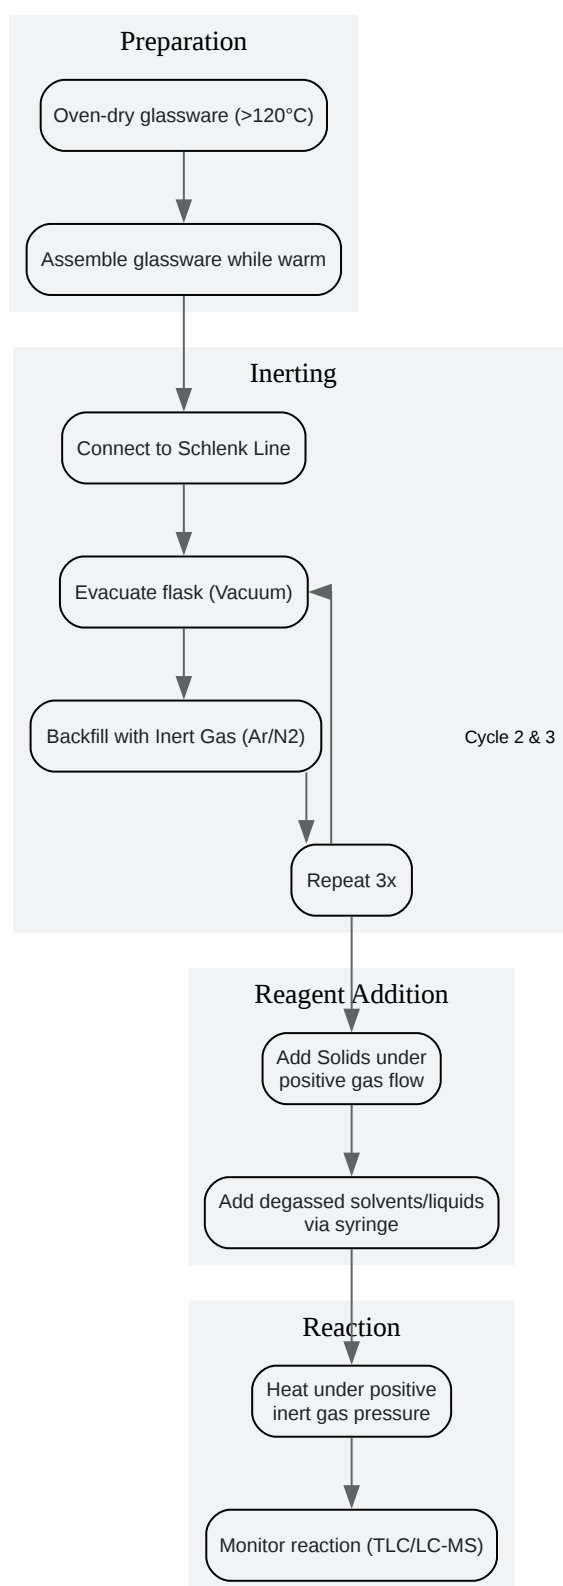 Preparation
Oven-dry glassware (>120°C)
Assemble glassware while warm
Inerting
Connect to Schlenk Line
Evacuate flask (Vacuum)
Backfill with Inert Gas (Ar/N2)
Cycle 2 & 3
Repeat 3x
Reagent Addition
Add Solids under
positive gas flow
Add degassed solvents/liquids
via syringe
Reaction
Heat under positive
inert gas pressure
Monitor reaction (TLC/LC-MS)